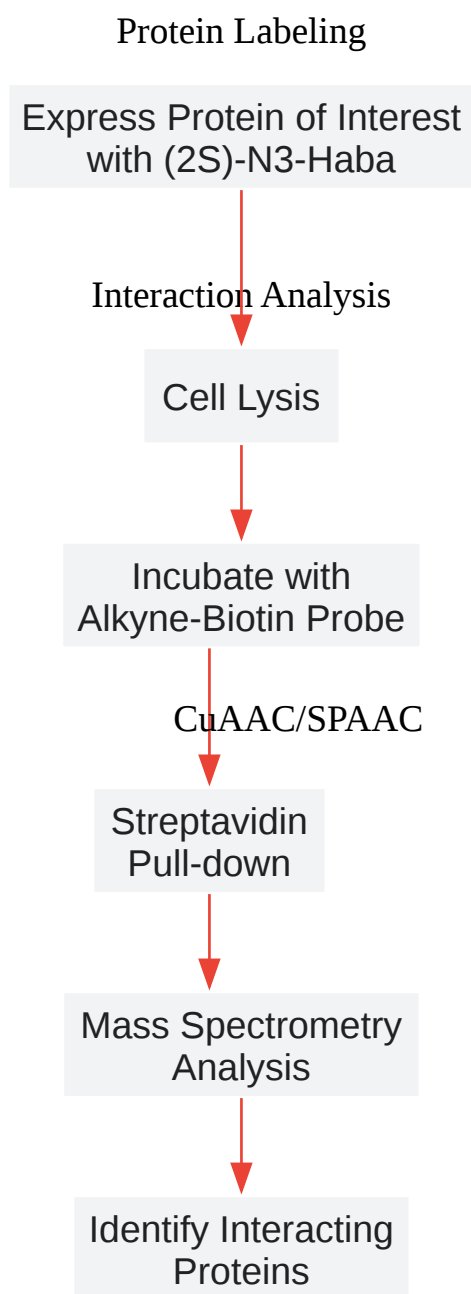 Protein Labeling
Express Protein of Interest
with (2S)-N3-Haba
Interaction Analysis
Cell Lysis
Incubate with
Alkyne-Biotin Probe
CuAAC/SPAAC
Streptavidin
Pull-down
Mass Spectrometry
Analysis
Identify Interacting
Proteins